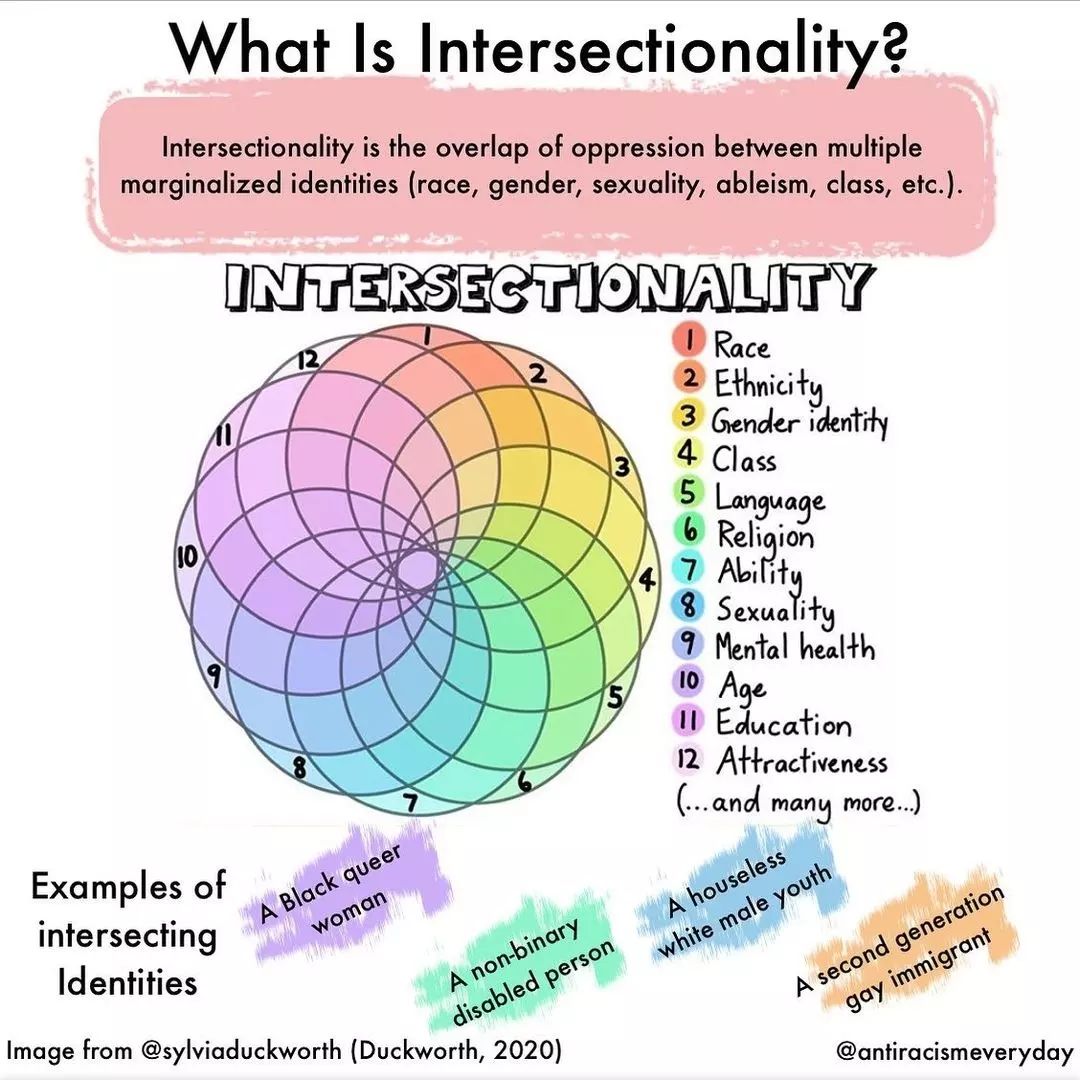 What Is Intersectionality?
Intersectionality is the overlap of oppression between multiple
marginalized identities (race, gender, sexuality, ableism, class, etc.).
INTERSECTIONALITY
1
2
3
4
5
6
7
8
9
10
11
12
1 Race
2 Ethnicity
3 Gender identity
4 Class
5 Language
6 Religion
7 Ability
8 Sexuality
9 Mental health
10 Age
11 Education
12 Attractiveness
(...and many more...)
Examples of
intersecting
Identities
A Black queer
woman
A non-binary
disabled person
A houseless
white male youth
A second generation
gay immigrant
Image from @sylviaduckworth (Duckworth, 2020)
@antiracismeveryday